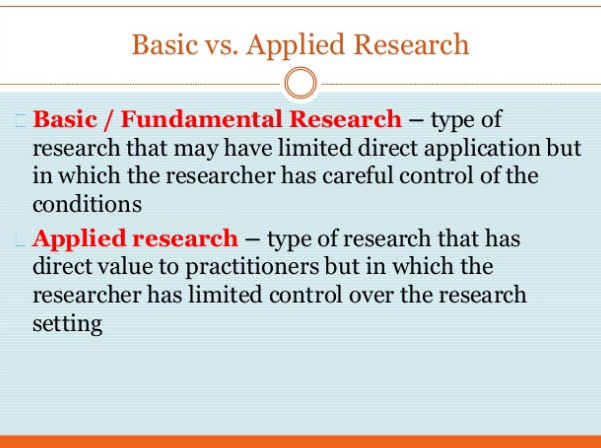 Basic vs. Applied Research
Basic / Fundamental Research – type of
research that may have limited direct application but
in which the researcher has careful control of the
conditions
Applied research – type of research that has
direct value to practitioners but in which the
researcher has limited control over the research
setting